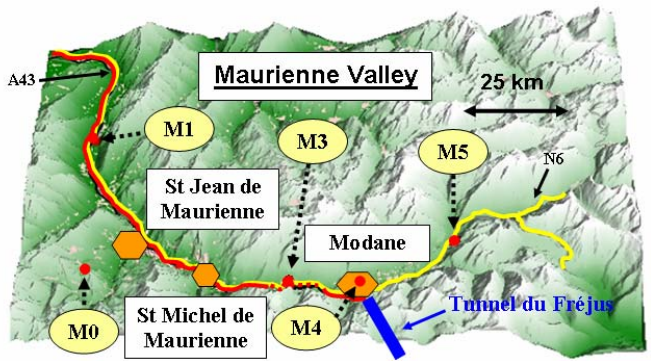 Maurienne Valley
25 km
A43
M1
M3
M5
N6
St Jean de
Maurienne
Modane
St Michel de
Maurienne
M0
M4
Tunnel du Fréjus